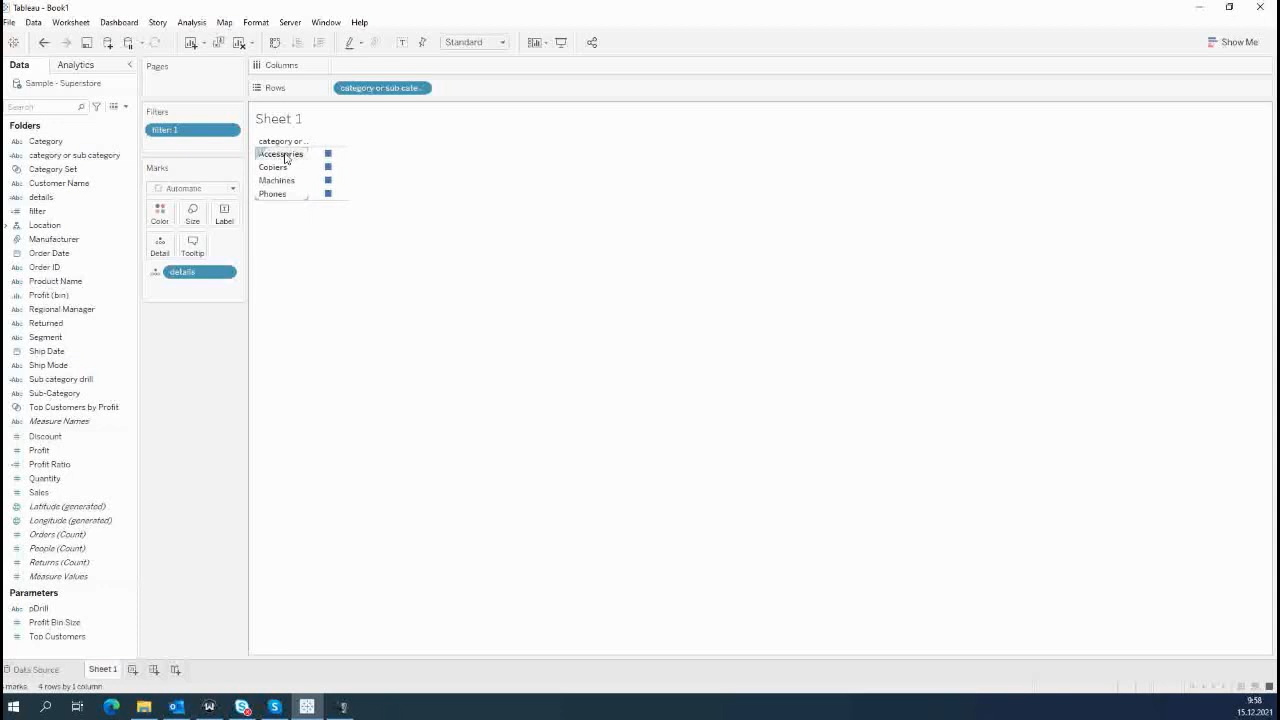 Tableau - Book1
File Data Worksheet Dashboard Story Analysis Map Format Server Window Help
Standard
Show Me
Data Analytics
Sample - Superstore
Search
Folders
Category
category or sub category
Category Set
Customer Name
details
filter
Location
Manufacturer
Order Date
Order ID
Product Name
Profit (bin)
Regional Manager
Returned
Segment
Ship Date
Ship Mode
Sub category drill
Sub-Category
Top Customers by Profit
Measure Names
Discount
Profit
Profit Ratio
Quantity
Sales
Latitude (generated)
Longitude (generated)
Orders (Count)
People (Count)
Returns (Count)
Measure Values
Parameters
pDrill
Profit Bin Size
Top Customers
Pages
Filters
filter: 1
Marks
Automatic
Color Size Label
Detail Tooltip
details
Columns
Rows category or sub cate..
Sheet 1
category or ..
Accessories
Copiers
Machines
Phones
Data Source Sheet 1
marks 4 rows by 1 column
9:58
15.12.2021